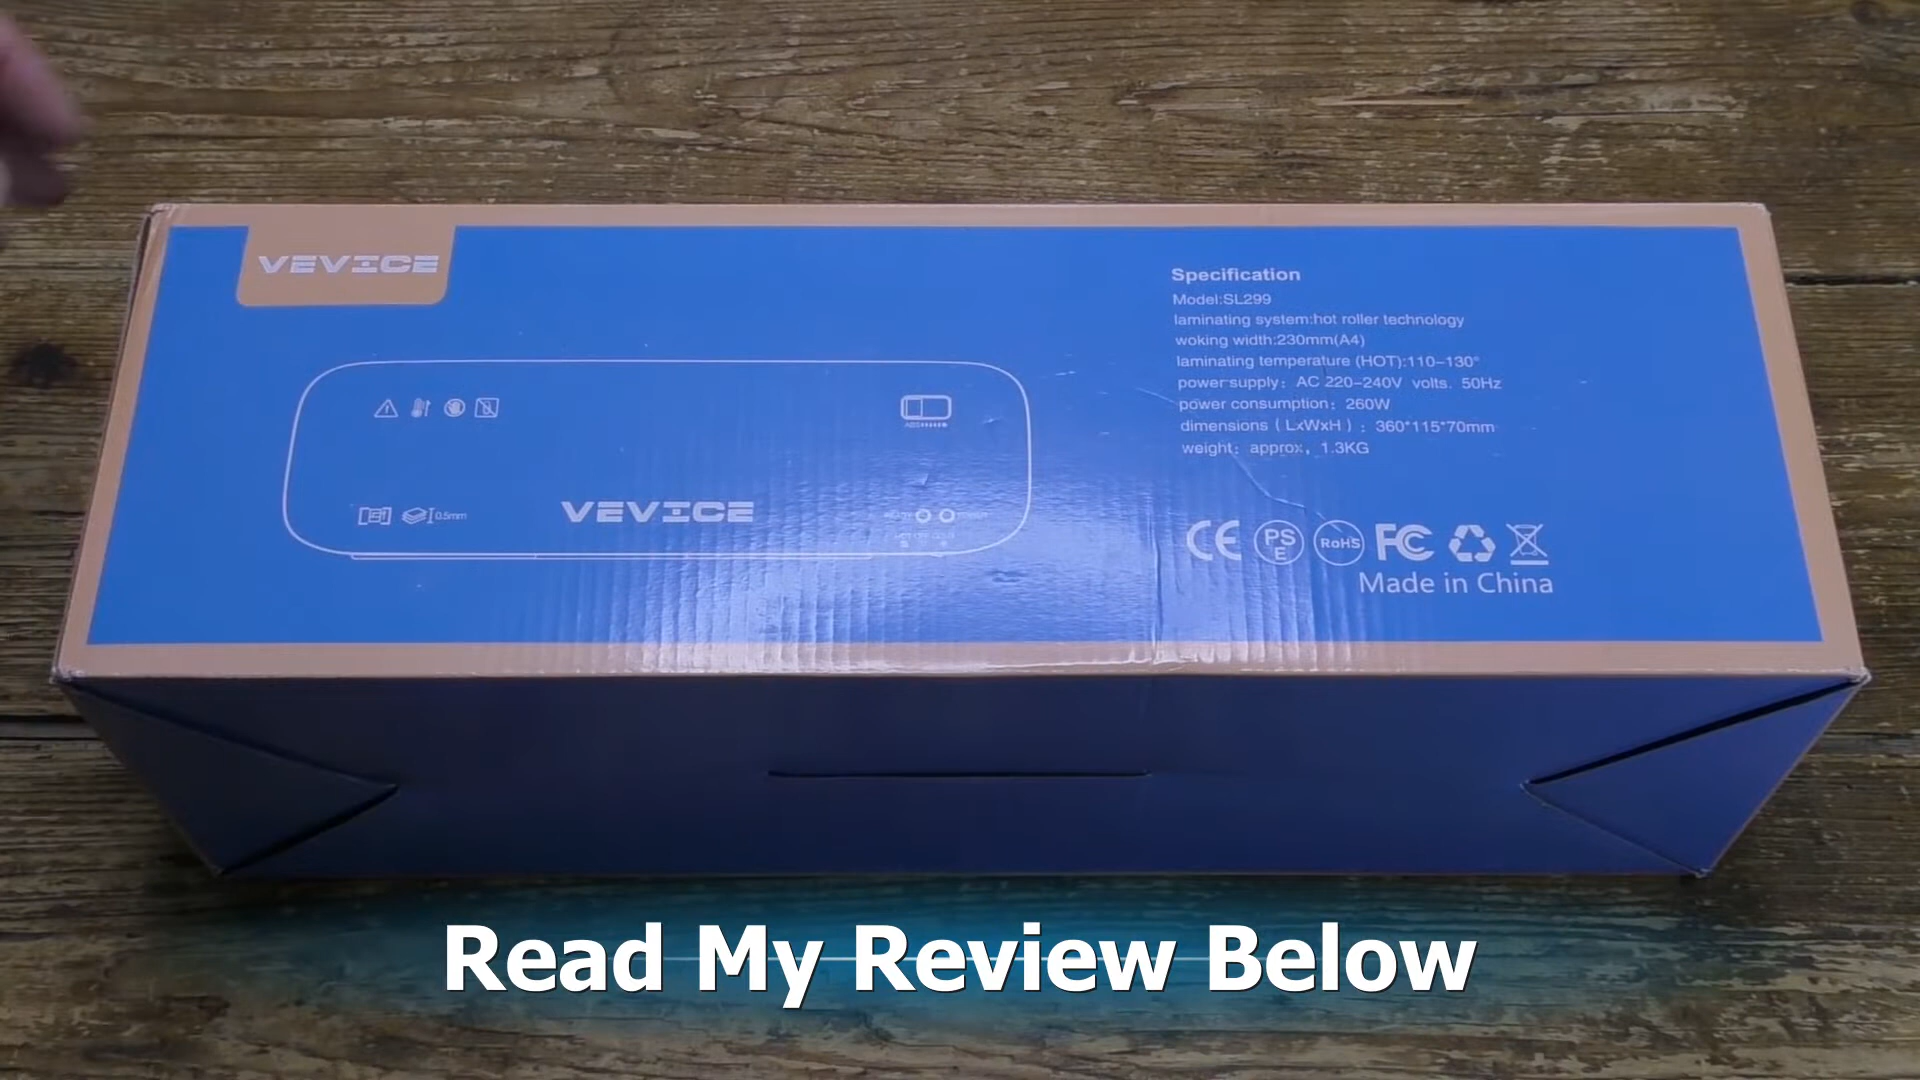 VEVICE
Specification
Model:SL299
laminating system:hot roller technology
woking width:230mm(A4)
laminating temperature (HOT):110-130°
power supply: AC 220-240V volts. 50Hz
power consumption: 260W
dimensions ( LxWxH ) : 360*115*70mm
weight: approx, 1.3KG
0.5mm
VEVICE
CE PSE RoHS FC
Made in China
Read My Review Below